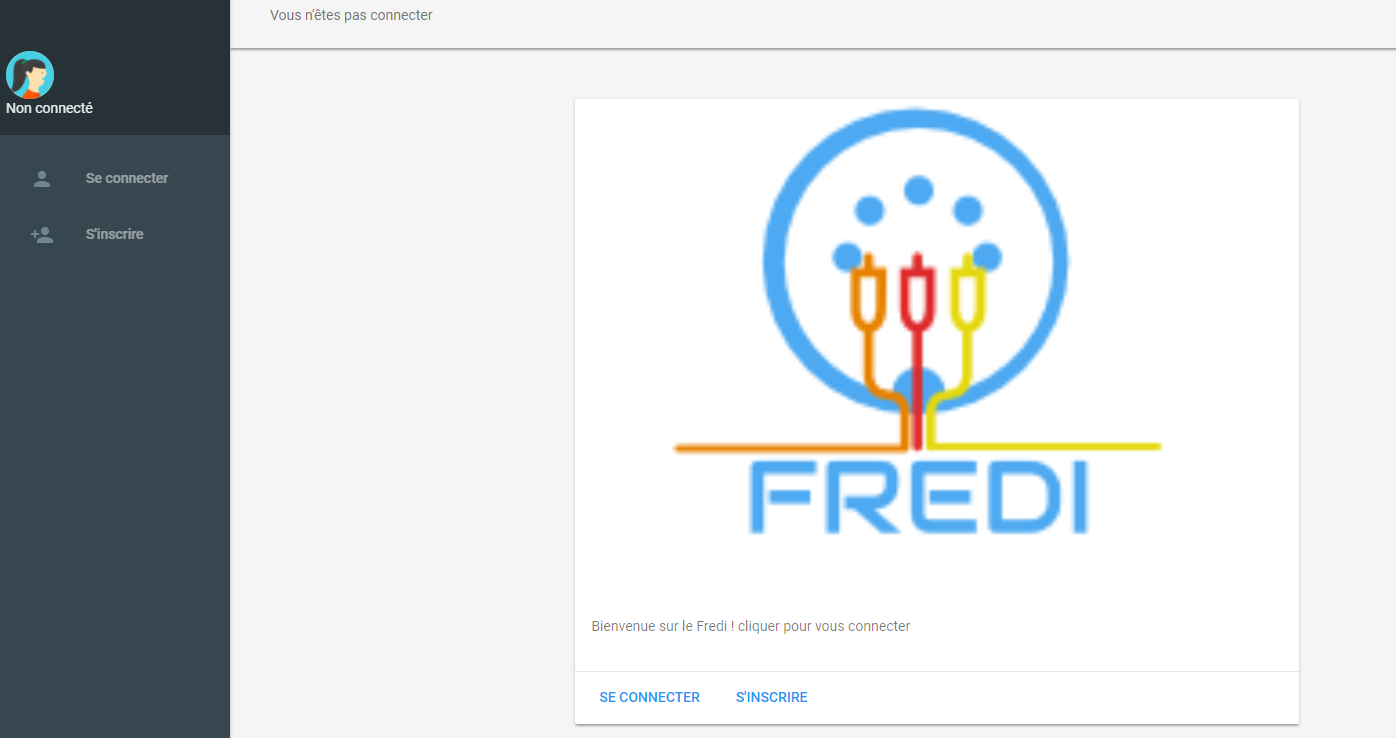 Vous n'êtes pas connecter
Non connecté
Se connecter
S'inscrire
FREDI
Bienvenue sur le Fredi ! cliquer pour vous connecter
SE CONNECTER
S'INSCRIRE